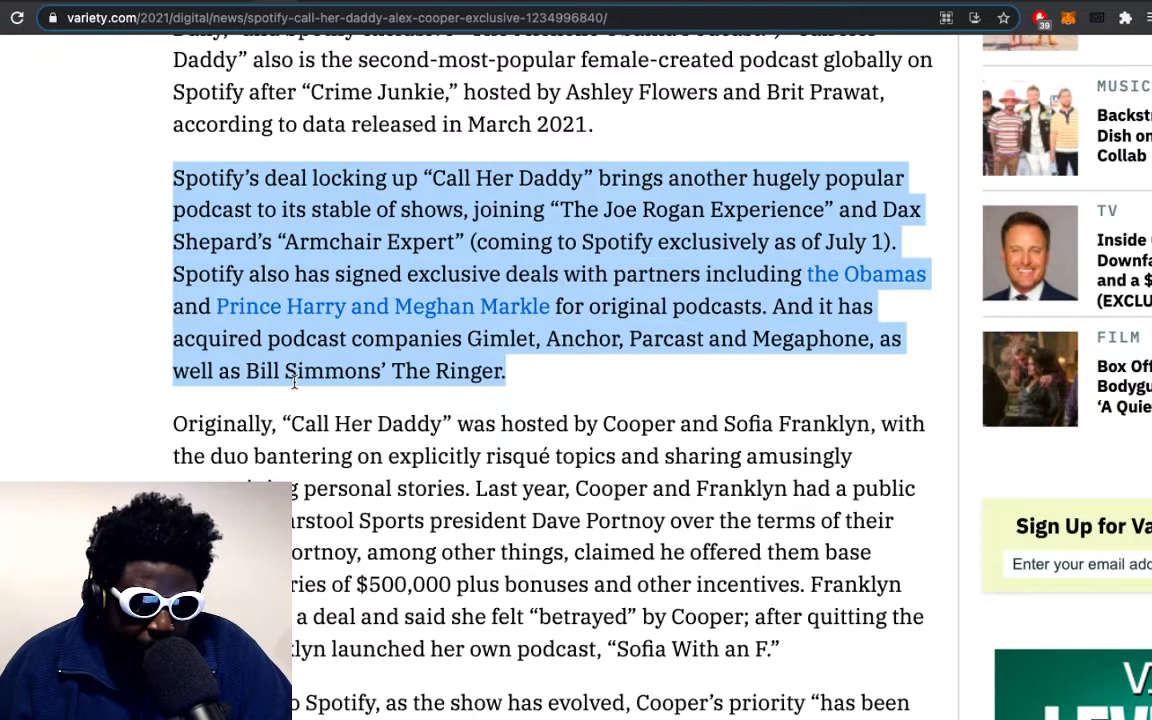 variety.com/2021/digital/news/spotify-call-her-daddy-alex-cooper-exclusive-1234996840/
39
Daddy” also is the second-most-popular female-created podcast globally on
Spotify after “Crime Junkie,” hosted by Ashley Flowers and Brit Prawat,
according to data released in March 2021.
Spotify’s deal locking up “Call Her Daddy” brings another hugely popular
podcast to its stable of shows, joining “The Joe Rogan Experience” and Dax
Shepard’s “Armchair Expert” (coming to Spotify exclusively as of July 1).
Spotify also has signed exclusive deals with partners including the Obamas
and Prince Harry and Meghan Markle for original podcasts. And it has
acquired podcast companies Gimlet, Anchor, Parcast and Megaphone, as
well as Bill Simmons’ The Ringer.
Originally, “Call Her Daddy” was hosted by Cooper and Sofia Franklyn, with
the duo bantering on explicitly risqué topics and sharing amusingly
personal stories. Last year, Cooper and Franklyn had a public
rstool Sports president Dave Portnoy over the terms of their
ortnoy, among other things, claimed he offered them base
ries of $500,000 plus bonuses and other incentives. Franklyn
a deal and said she felt “betrayed” by Cooper; after quitting the
klyn launched her own podcast, “Sofia With an F.”
o Spotify, as the show has evolved, Cooper’s priority “has been
MUSIC
Backst
Dish on
Collab
TV
Inside
Downfa
and a $
(EXCLU
FILM
Box Off
Bodygu
‘A Quie
Sign Up for Va
Enter your email add
V
LEVE